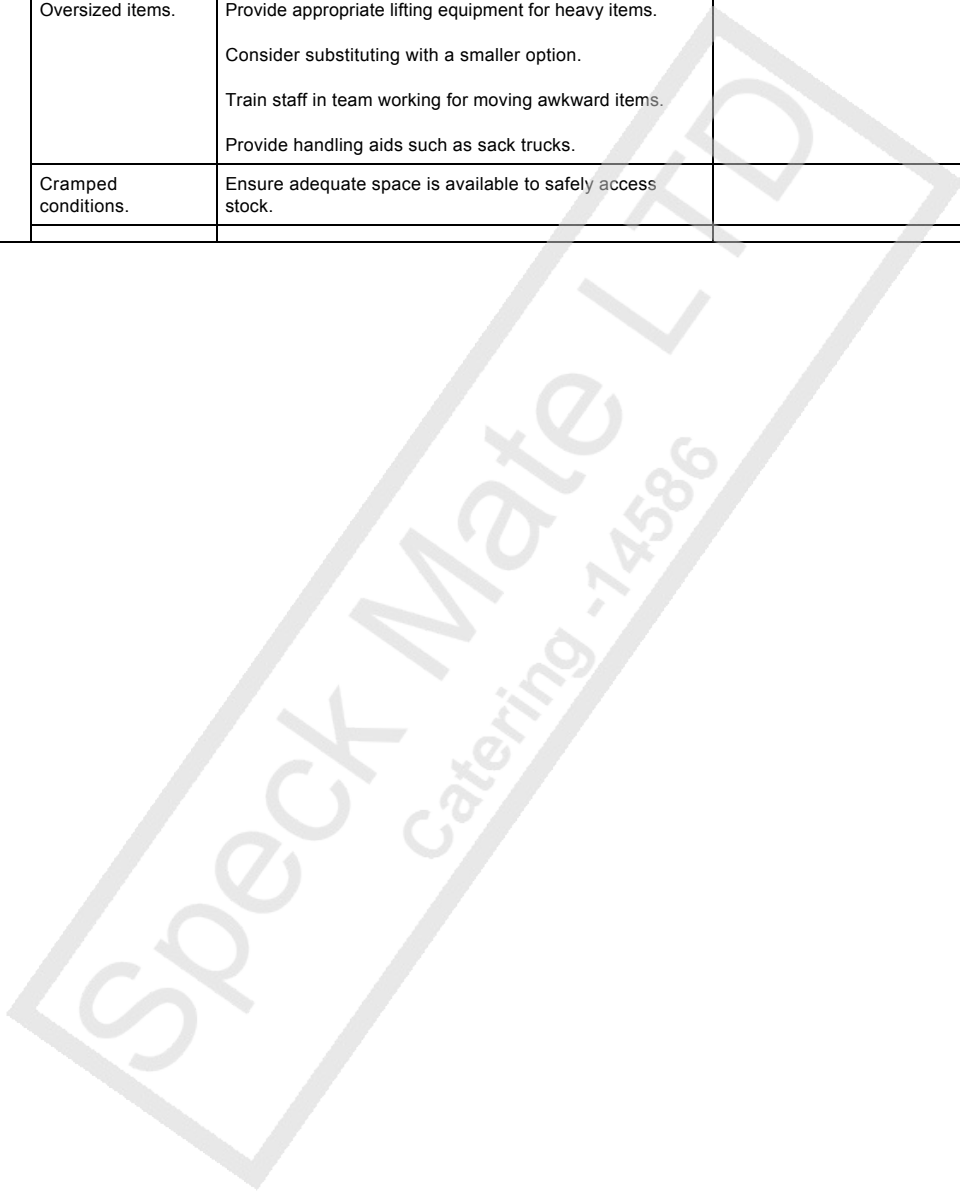 Oversized items.
Provide appropriate lifting equipment for heavy items.
Consider substituting with a smaller option.
Train staff in team working for moving awkward items.
Provide handling aids such as sack trucks.
Cramped
conditions.
Ensure adequate space is available to safely access
stock.
Speck Mate LTD
Catering -14586